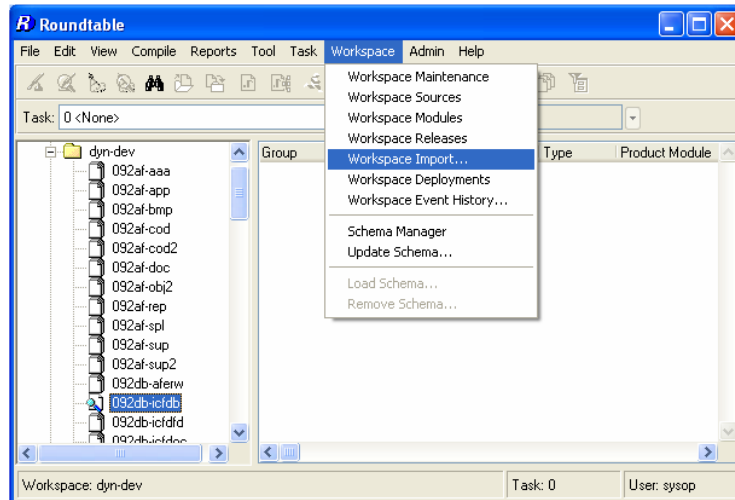 Roundtable
File Edit View Compile Reports Tool Task Workspace Admin Help
Task: 0 <None>
Workspace Maintenance
Workspace Sources
Workspace Modules
Workspace Releases
Workspace Import...
Workspace Deployments
Workspace Event History...
Schema Manager
Update Schema...
Load Schema...
Remove Schema...
Group Type Product Module
dyn-dev
092af-aaa
092af-app
092af-bmp
092af-cod
092af-cod2
092af-doc
092af-obj2
092af-rep
092af-spl
092af-sup
092af-sup2
092db-aferw
092db-icfdb
092db-icfdfd
092db-icfdoc
Workspace: dyn-dev Task: 0 User: sysop